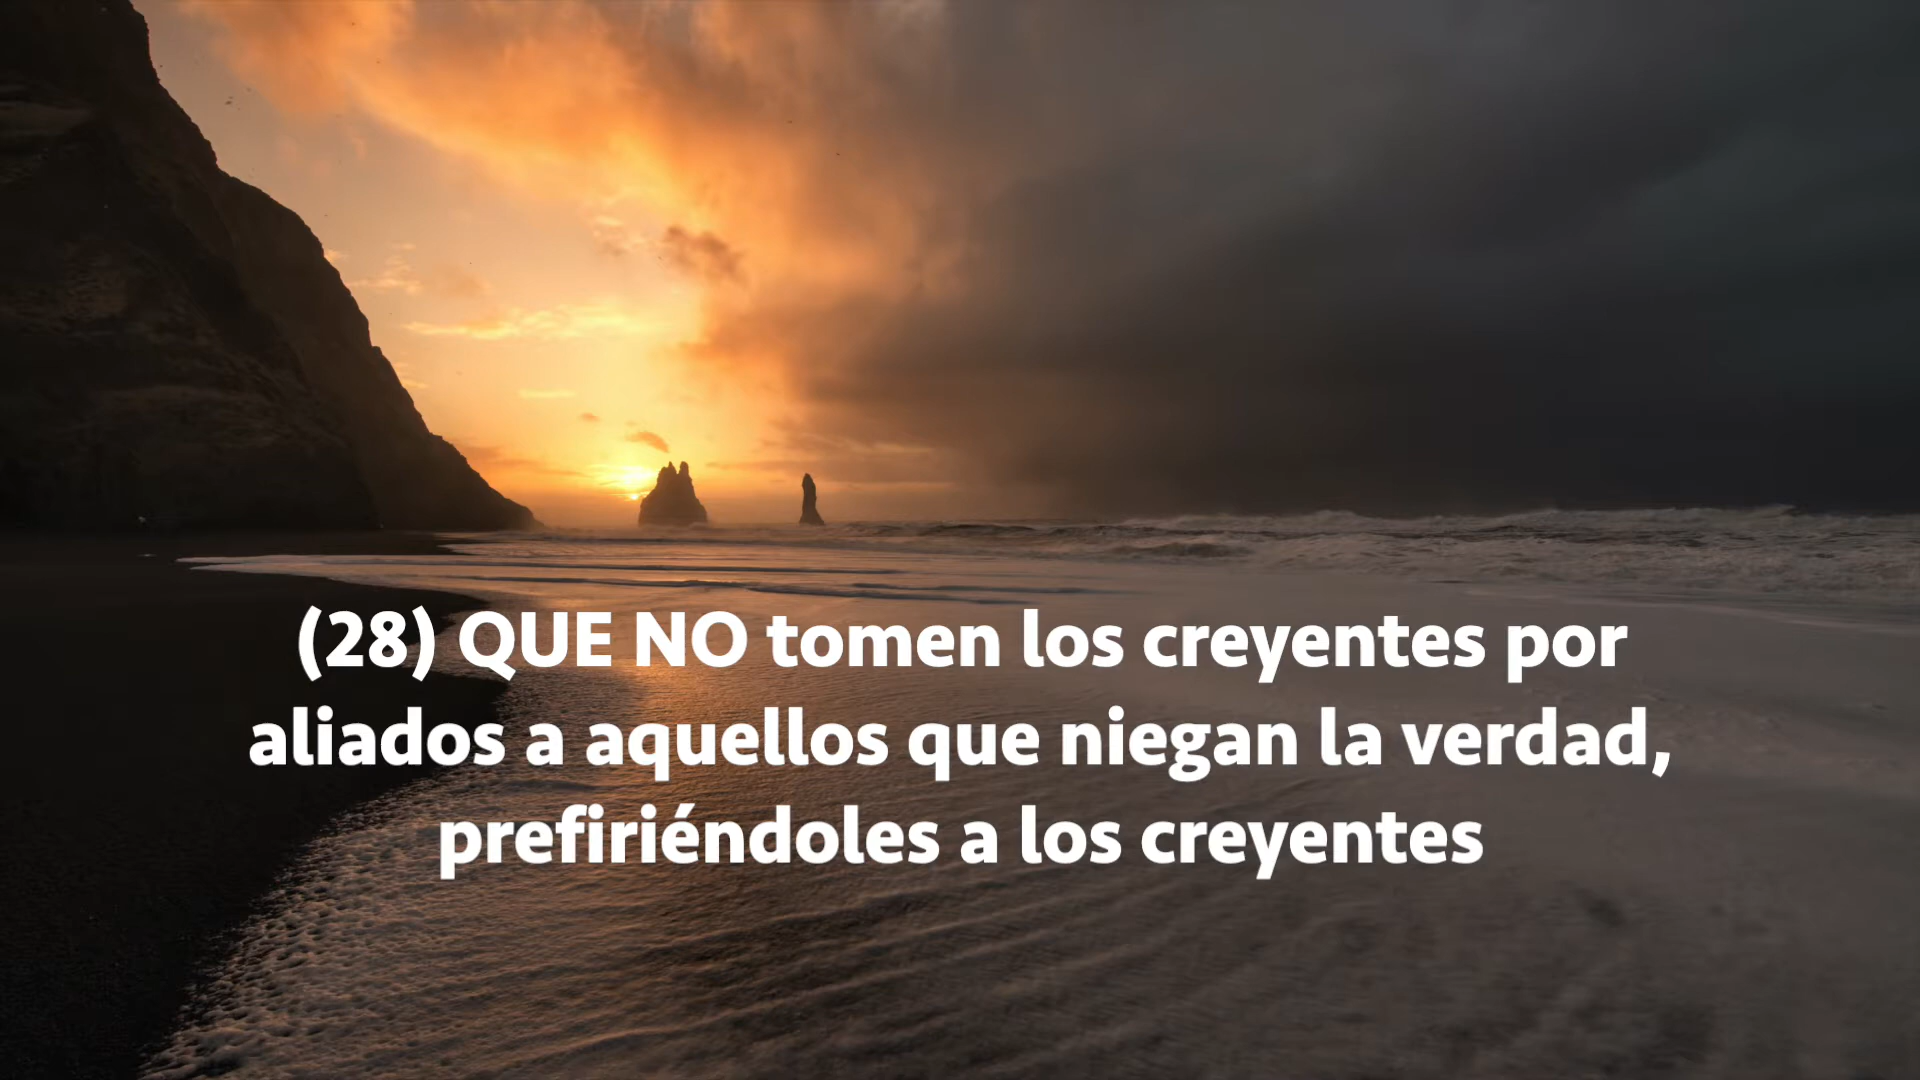 (28) QUE NO tomen los creyentes por
aliados a aquellos que niegan la verdad,
prefiriéndoles a los creyentes